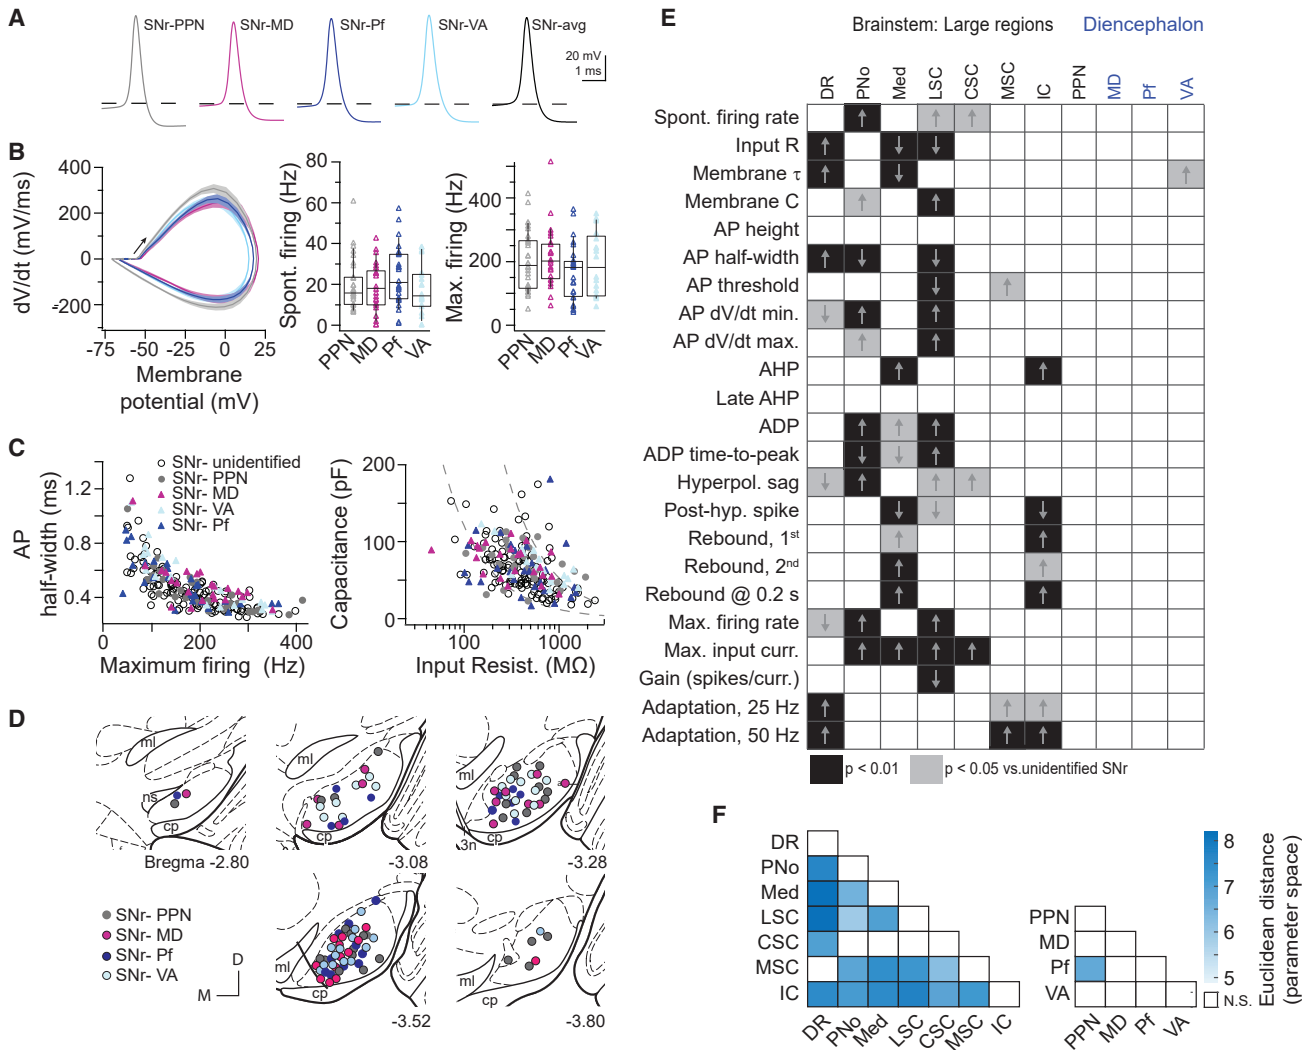 A
SNr-PPN
SNr-MD
SNr-Pf
SNr-VA
SNr-avg
20 mV
1 ms
B
dV/dt (mV/ms)
400
200
0
-200
-75
-50
-25
0
25
Membrane
potential (mV)
Spont. firing (Hz)
80
60
40
20
0
PPN
MD
Pf
VA
Max. firing (Hz)
400
200
0
PPN
MD
Pf
VA
C
AP
half-width (ms)
1.2
0.8
0.4
0
200
400
Maximum firing (Hz)
SNr- unidentified
SNr- PPN
SNr- MD
SNr- VA
SNr- Pf
Capacitance (pF)
200
100
0
100
1000
Input Resist. (MΩ)
D
ml
ns
cp
Bregma -2.80
ml
cp
-3.08
ml
3n
cp
-3.28
ml
cp
-3.52
ml
cp
-3.80
SNr- PPN
SNr- MD
SNr- Pf
SNr- VA
D
M
E
Brainstem: Large regions
Diencephalon
DR
PNo
Med
LSC
CSC
MSC
IC
PPN
MD
Pf
VA
Spont. firing rate
Input R
Membrane τ
Membrane C
AP height
AP half-width
AP threshold
AP dV/dt min.
AP dV/dt max.
AHP
Late AHP
ADP
ADP time-to-peak
Hyperpol. sag
Post-hyp. spike
Rebound, 1st
Rebound, 2nd
Rebound @ 0.2 s
Max. firing rate
Max. input curr.
Gain (spikes/curr.)
Adaptation, 25 Hz
Adaptation, 50 Hz
p < 0.01
p < 0.05 vs.unidentified SNr
F
DR
PNo
Med
LSC
CSC
MSC
IC
DR
PNo
Med
LSC
CSC
MSC
IC
PPN
MD
Pf
VA
PPN
MD
Pf
VA
8
7
6
5
N.S.
Euclidean distance
(parameter space)